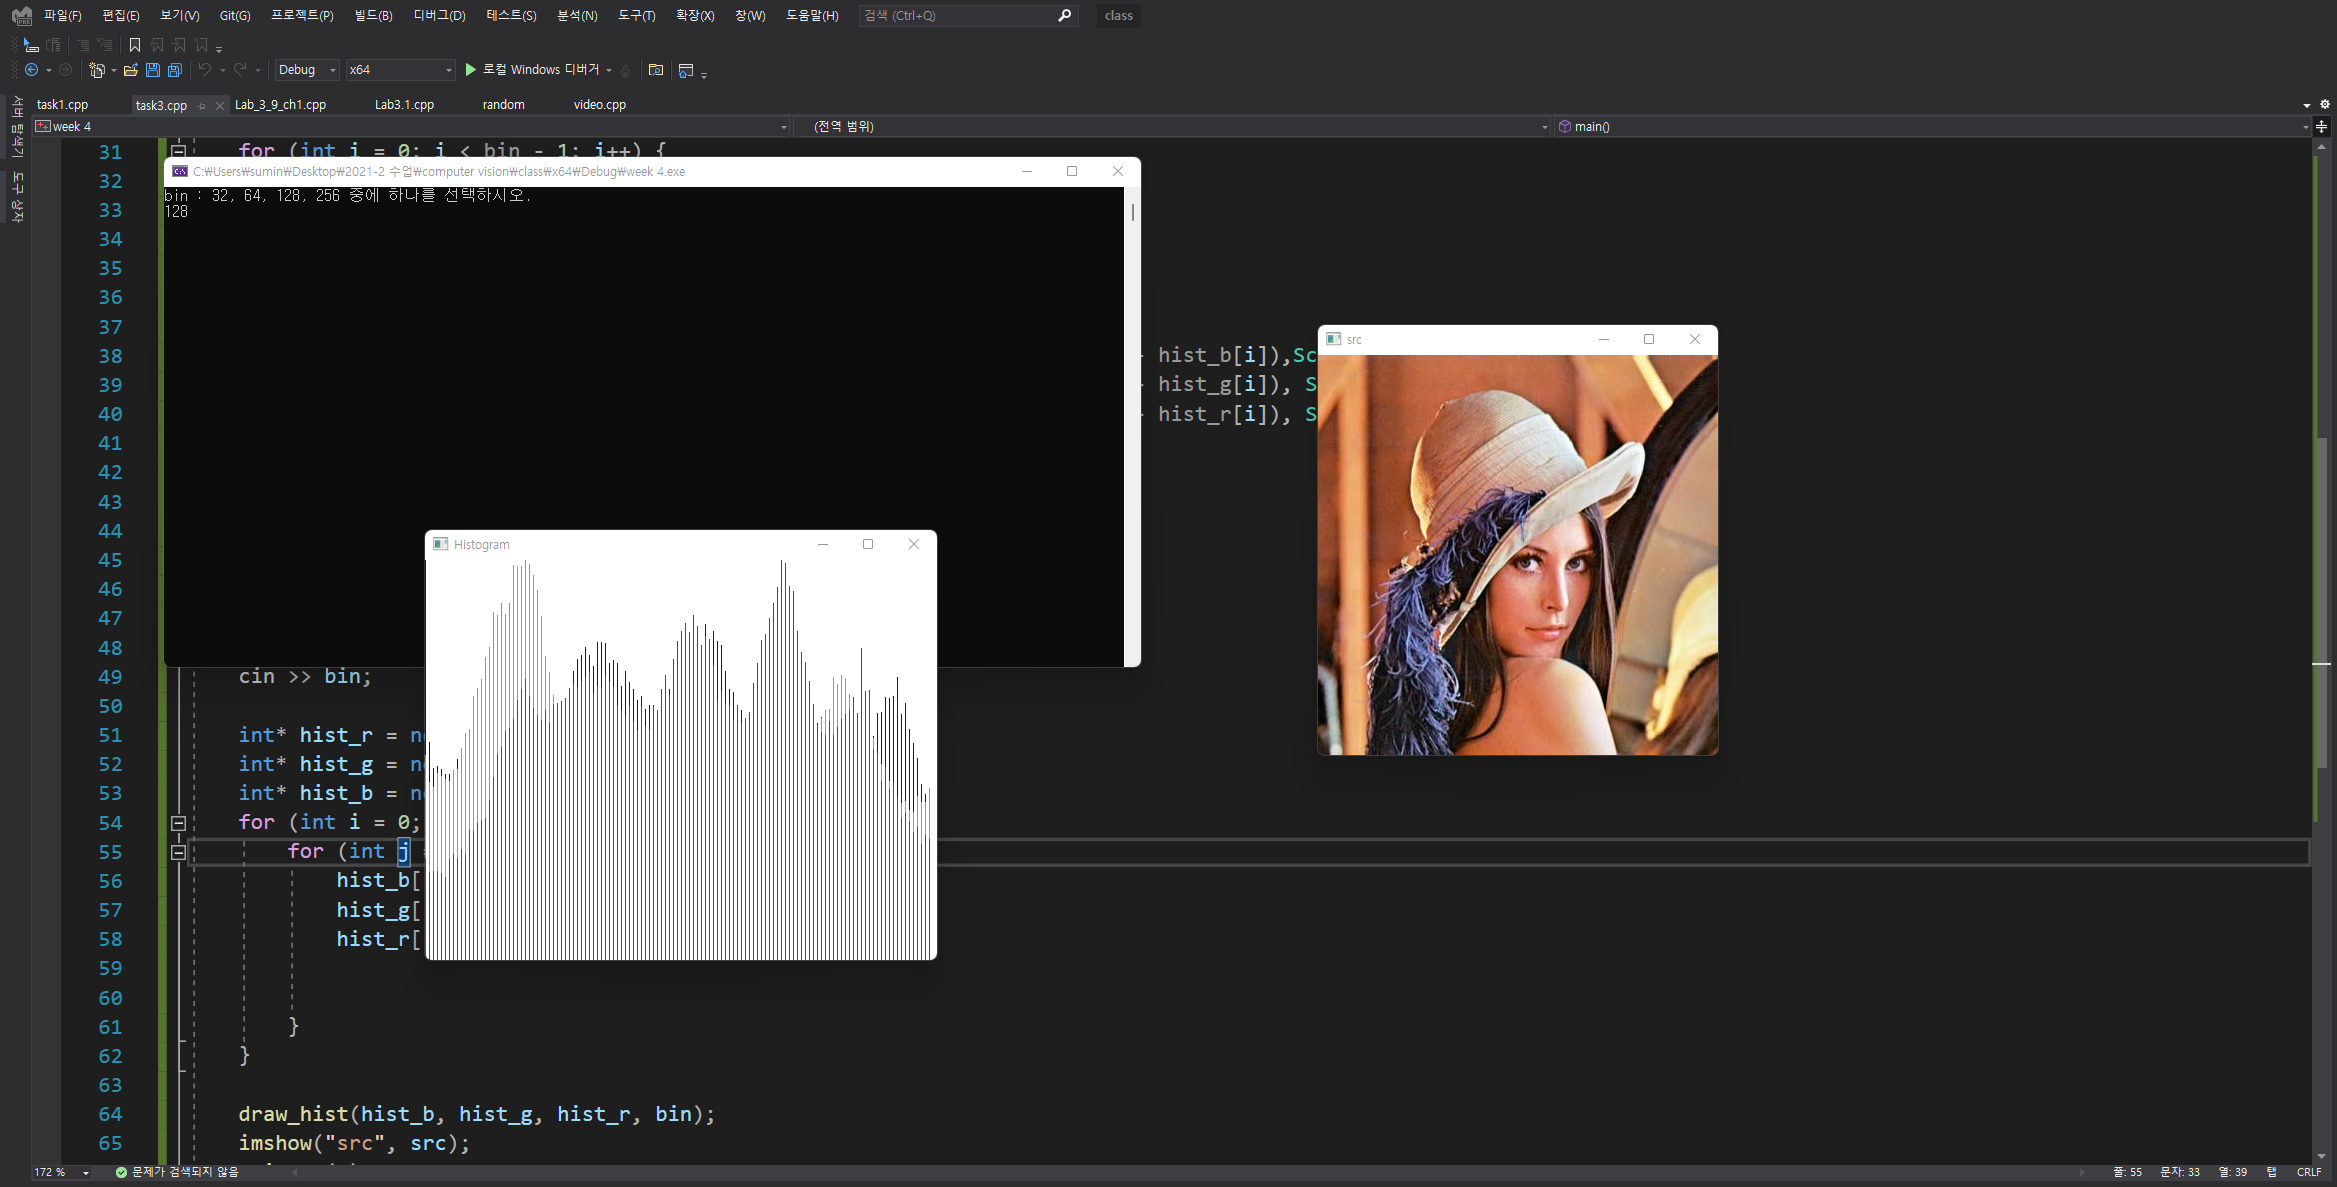 파일(F) 편집(E) 보기(V) Git(G) 프로젝트(P) 빌드(B) 디버그(D) 테스트(S) 분석(N) 도구(T) 확장(X) 창(W) 도움말(H) 검색 (Ctrl+Q) class
Debug x64 로컬 Windows 디버거
서버 탐색기
도구 상자
task1.cpp task3.cpp Lab_3_9_ch1.cpp Lab3.1.cpp random video.cpp
week 4 (전역 범위) main()
31 for (int i = 0; i < bin - 1; i++) {
C:₩Users₩sumin₩Desktop₩2021-2 수업₩computer vision₩class₩x64₩Debug₩week 4.exe
32
bin : 32, 64, 128, 256 중에 하나를 선택하시오.
33
128
34
35
36
37
src
38 hist_b[i]),Sc
39 hist_g[i]), S
40 hist_r[i]), S
41
42
43
44
Histogram
45
46
47
48
49 cin >> bin;
50
51 int* hist_r =
52 int* hist_g =
53 int* hist_b =
54 for (int i = 0;
55 for (int j
56 hist_b[
57 hist_g[
58 hist_r[
59
60
61 }
62 }
63
64 draw_hist(hist_b, hist_g, hist_r, bin);
65 imshow("src", src);
172 % 문제가 검색되지 않음 줄: 55 문자: 33 열: 39 탭 CRLF